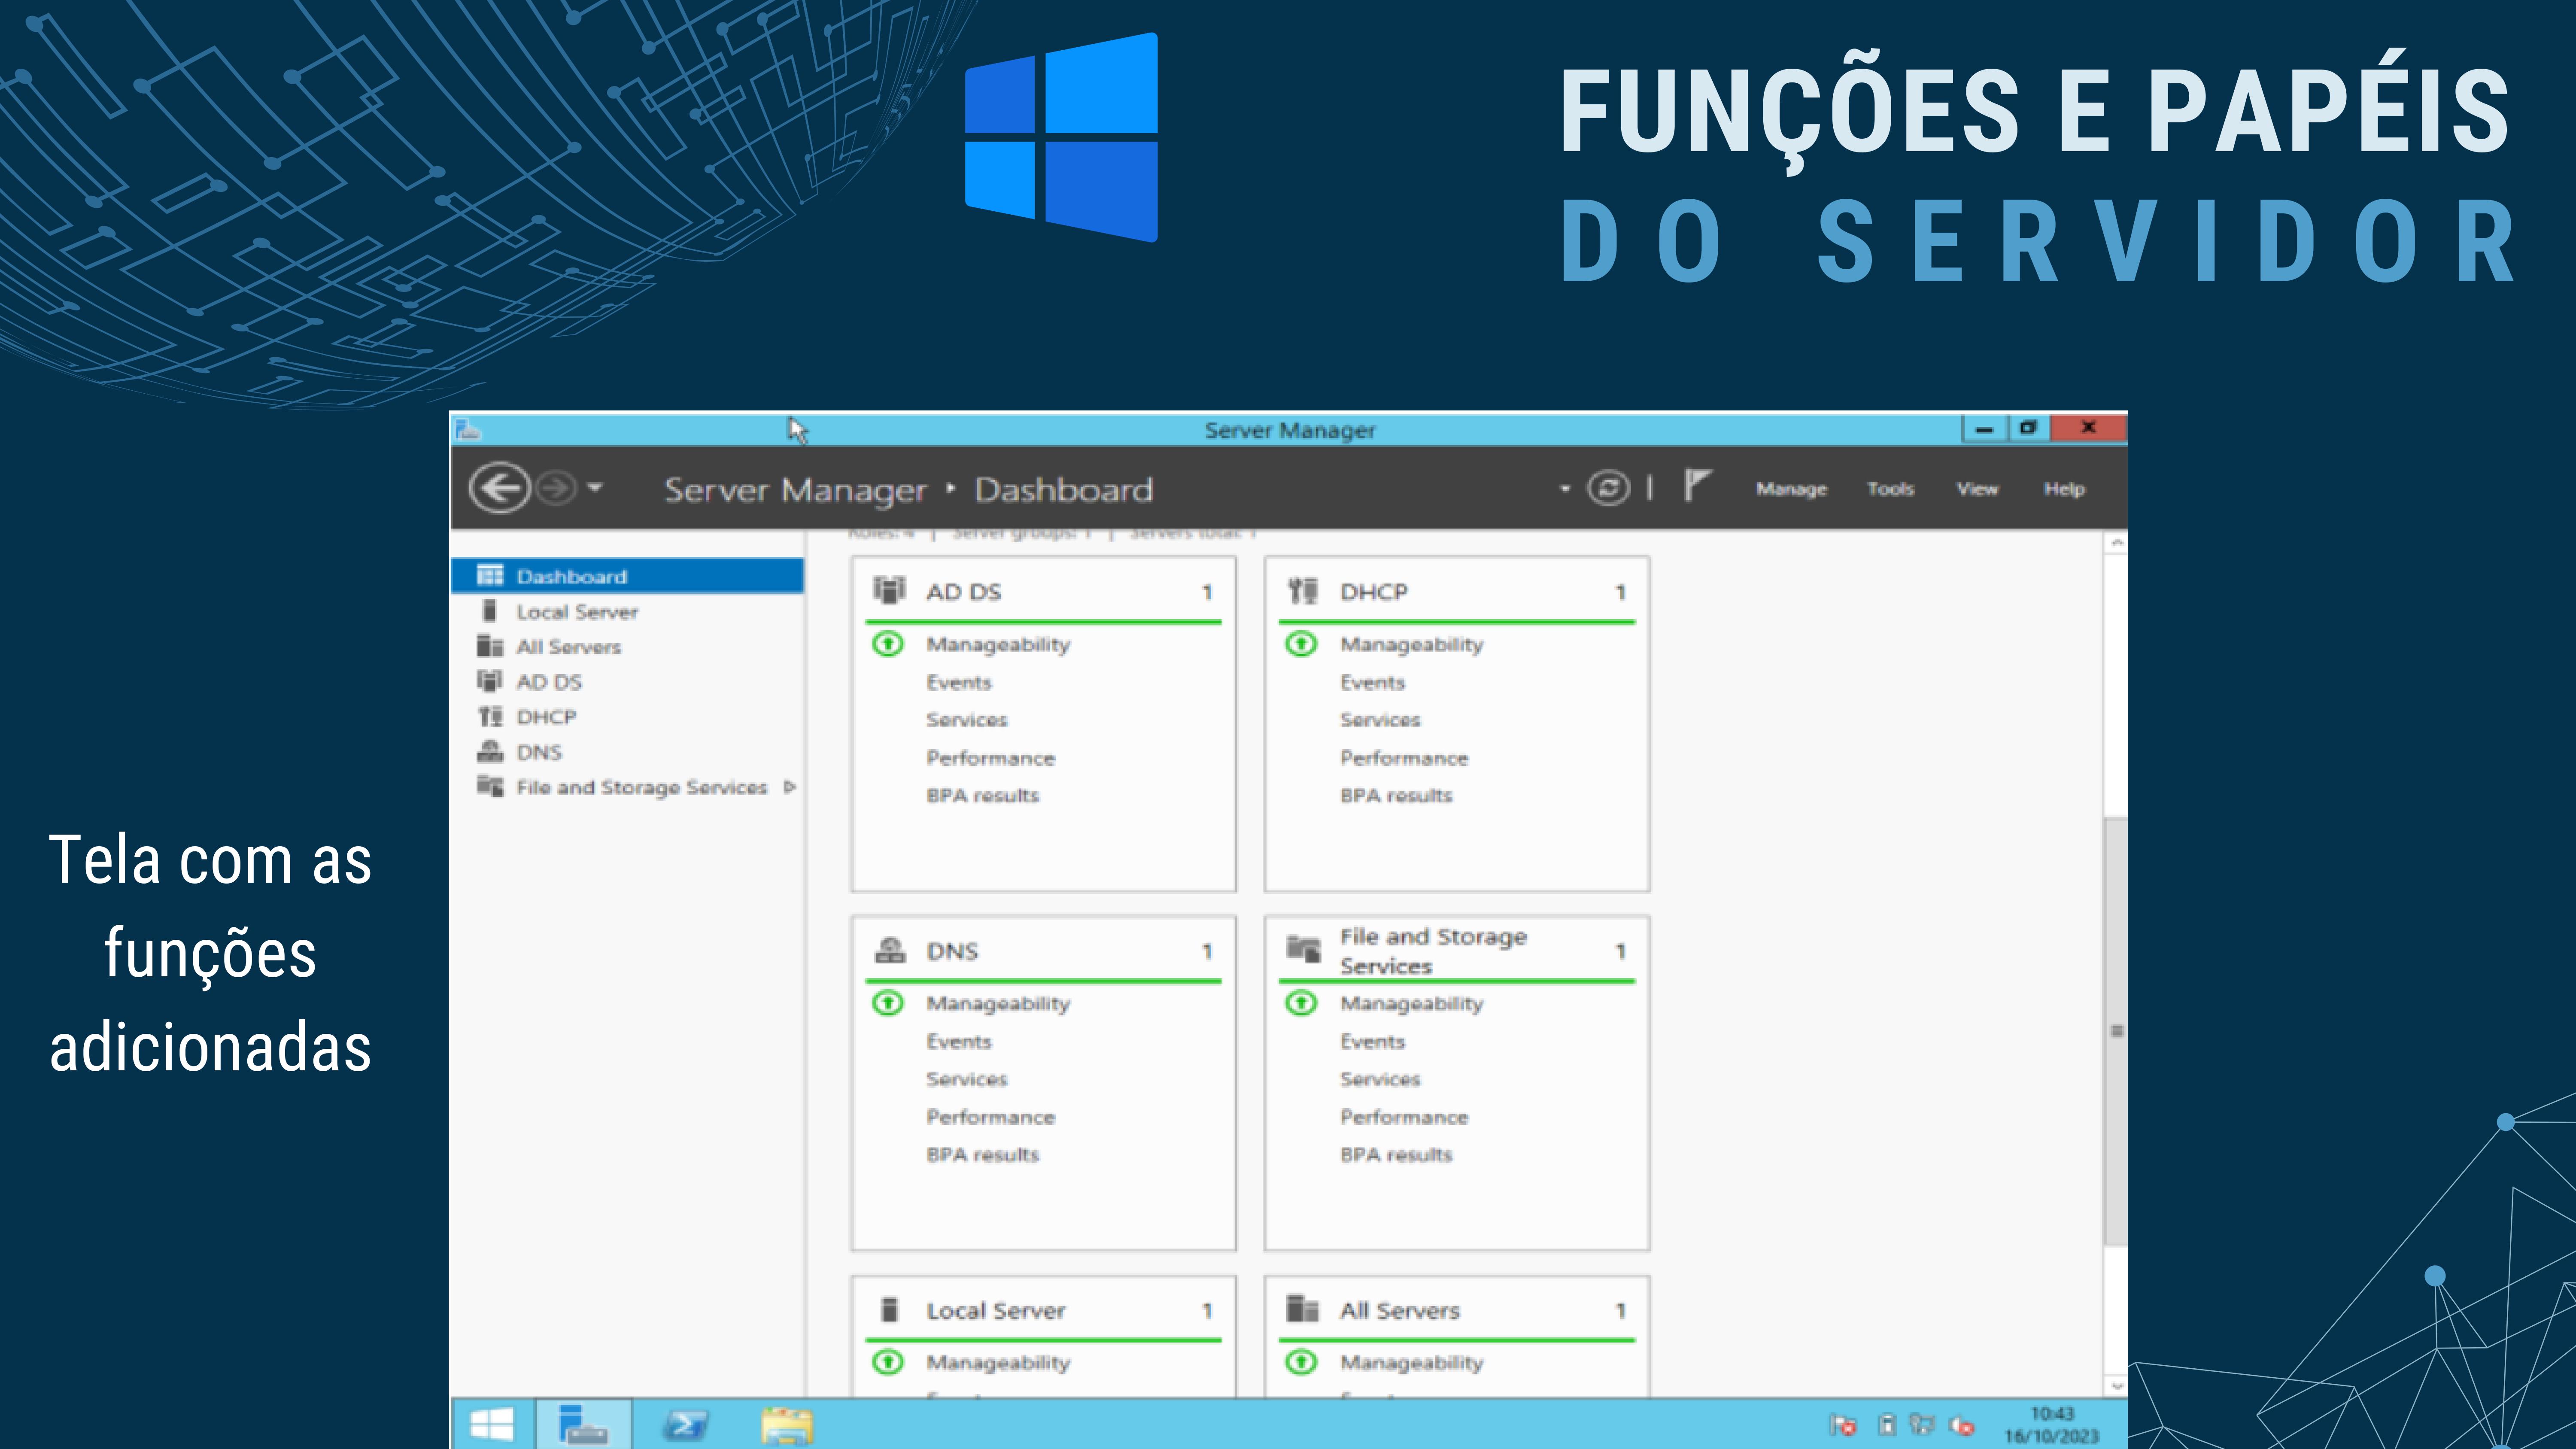 FUNÇÕES E PAPÉIS
DO SERVIDOR
Tela com as
funções
adicionadas
Server Manager
Server Manager ‣ Dashboard
Manage
Tools
View
Help
Roles: 4 | Server groups: 1 | Servers total: 1
Dashboard
Local Server
All Servers
AD DS
DHCP
DNS
File and Storage Services
AD DS 1
Manageability
Events
Services
Performance
BPA results
DHCP 1
Manageability
Events
Services
Performance
BPA results
DNS 1
Manageability
Events
Services
Performance
BPA results
File and Storage
Services 1
Manageability
Events
Services
Performance
BPA results
Local Server 1
Manageability
All Servers 1
Manageability
10:43
16/10/2023